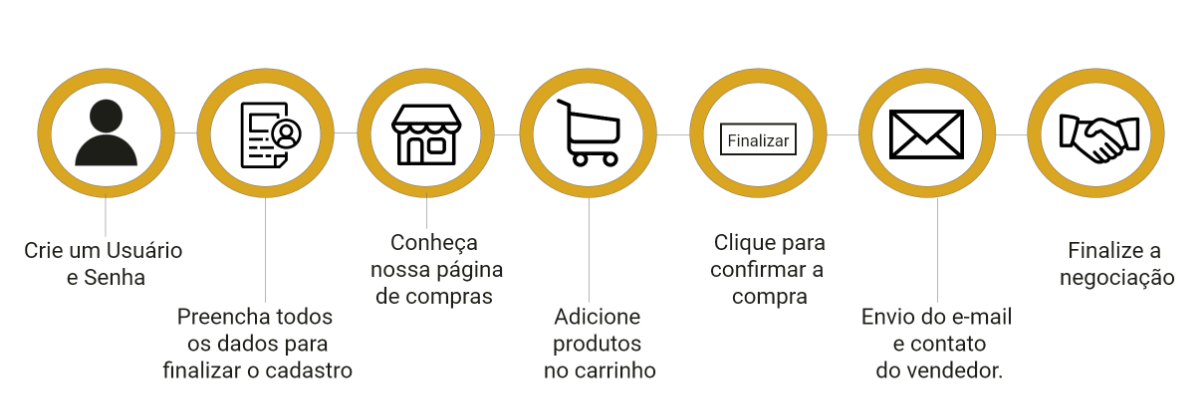 Crie um Usuário
e Senha
Preencha todos
os dados para
finalizar o cadastro
Conheça
nossa página
de compras
Adicione
produtos
no carrinho
Finalizar
Clique para
confirmar a
compra
Envio do e-mail
e contato
do vendedor.
Finalize a
negociação